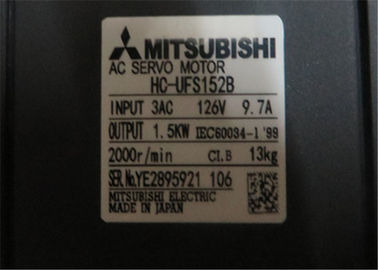 MITSUBISHI
AC SERVO MOTOR
HC-UFS152B
INPUT 3AC 126V 9.7A
OUTPUT 1.5KW IEC60034-1 '99
2000r/min CI.B 13kg
SER.No.YE2895921 106
MITSUBISHI ELECTRIC
MADE IN JAPAN